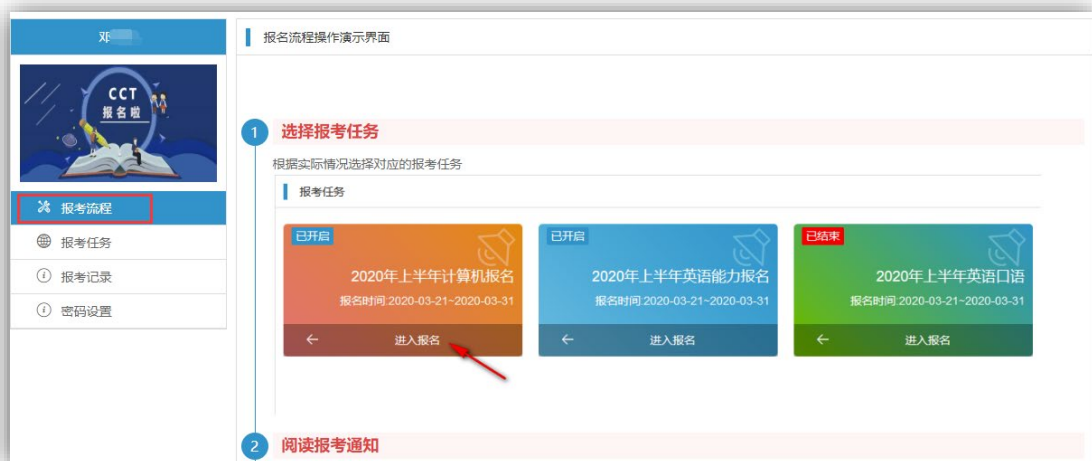 邓
报名流程操作演示界面
CCT
报名啦
1 选择报考任务
根据实际情况选择对应的报考任务
报考任务
报考流程
报考任务
报考记录
密码设置
已开启
2020年上半年计算机报名
报名时间:2020-03-21~2020-03-31
进入报名
已开启
2020年上半年英语能力报名
报名时间:2020-03-21~2020-03-31
进入报名
已结束
2020年上半年英语口语
报名时间:2020-03-21~2020-03-31
进入报名
2 阅读报考通知